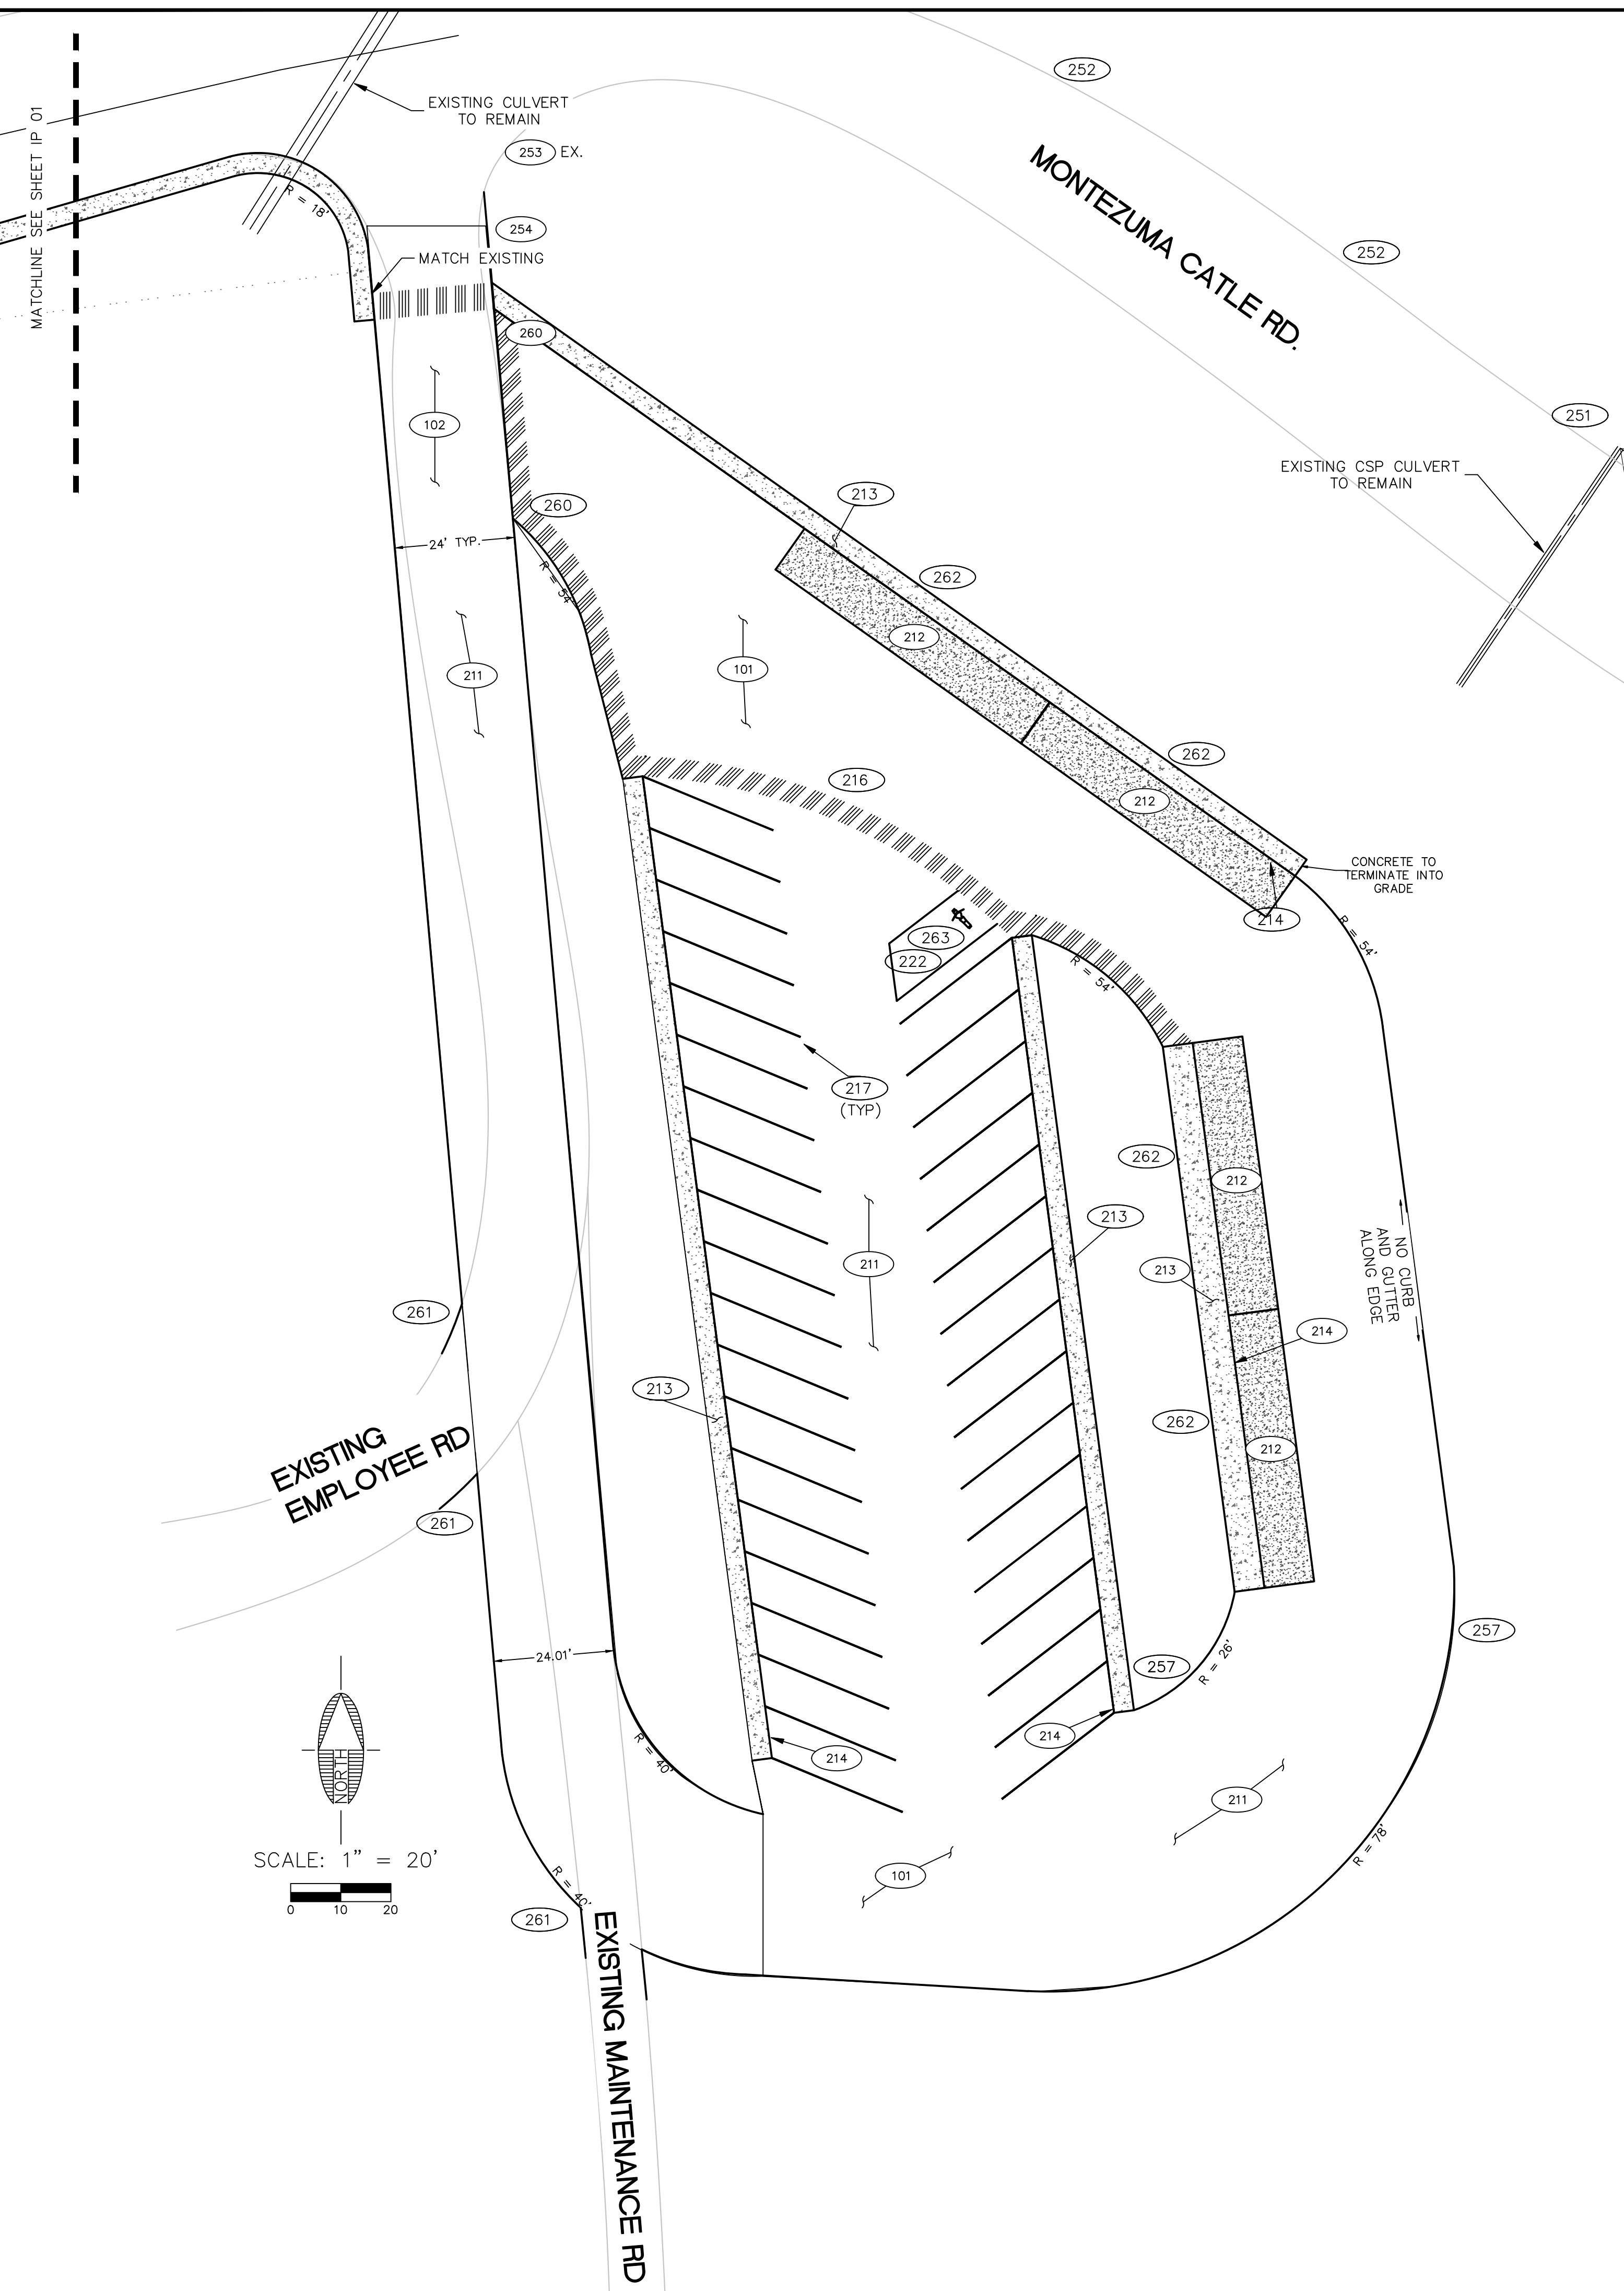 252
EXISTING CULVERT
TO REMAIN
MATCHLINE SEE SHEET IP 01
253 EX.
MONTEZUMA CATLE RD.
R = 18'
254
252
MATCH EXISTING
260
251
102
EXISTING CSP CULVERT
TO REMAIN
213
260
24' TYP.
R = 54'
262
212
211
101
262
216
212
CONCRETE TO
TERMINATE INTO
GRADE
214
R = 54'
263
222
R = 54'
217
(TYP)
262
212
213
211
213
NO CURB
AND GUTTER
ALONG EDGE
261
214
213
262
EXISTING
EMPLOYEE RD
212
261
257
24.01'
257
R = 26'
214
R = 40'
214
NORTH
211
SCALE: 1" = 20'
R = 78'
101
R = 40'
0 10 20
261
EXISTING MAINTENANCE RD